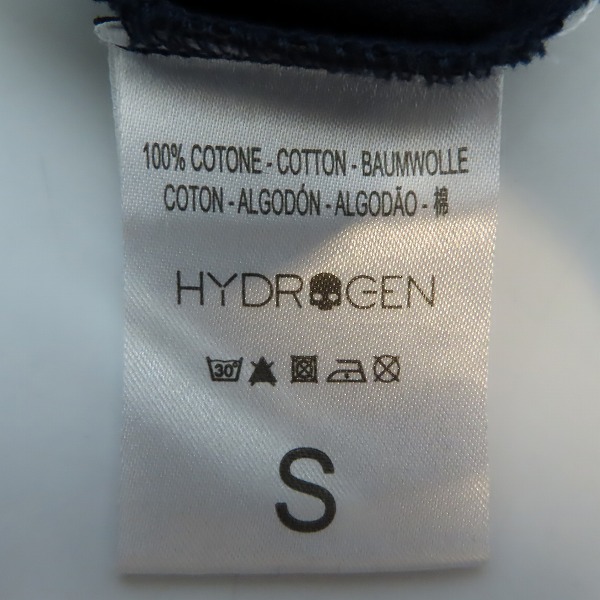 100% COTONE - COTTON - BAUMWOLLE
COTON - ALGODÓN - ALGODÃO - 棉
HYDROGEN
30°
S